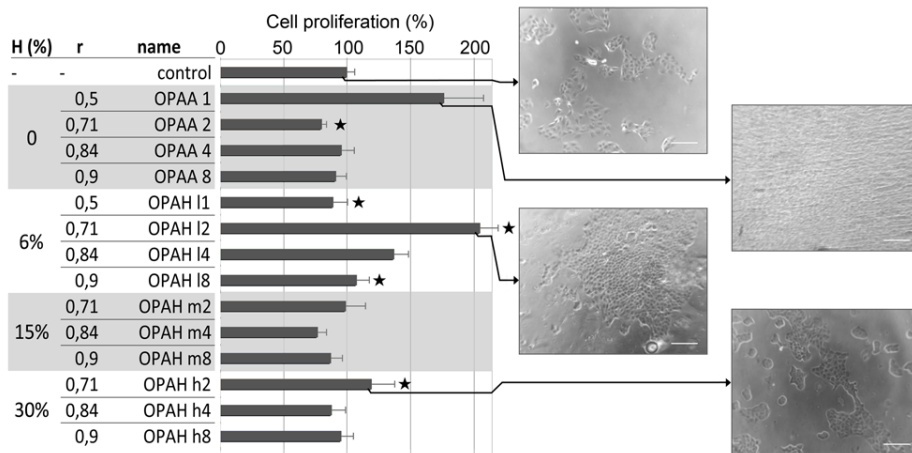 Cell proliferation (%)
H (%) r name 0 50 100 150 200
- - control
0,5 OPAA 1
0,71 OPAA 2 ★
0
0,84 OPAA 4
0,9 OPAA 8
0,5 OPAH l1 ★
0,71 OPAH l2 ★
6%
0,84 OPAH l4
0,9 OPAH l8 ★
0,71 OPAH m2
15% 0,84 OPAH m4
0,9 OPAH m8
0,71 OPAH h2 ★
30% 0,84 OPAH h4
0,9 OPAH h8